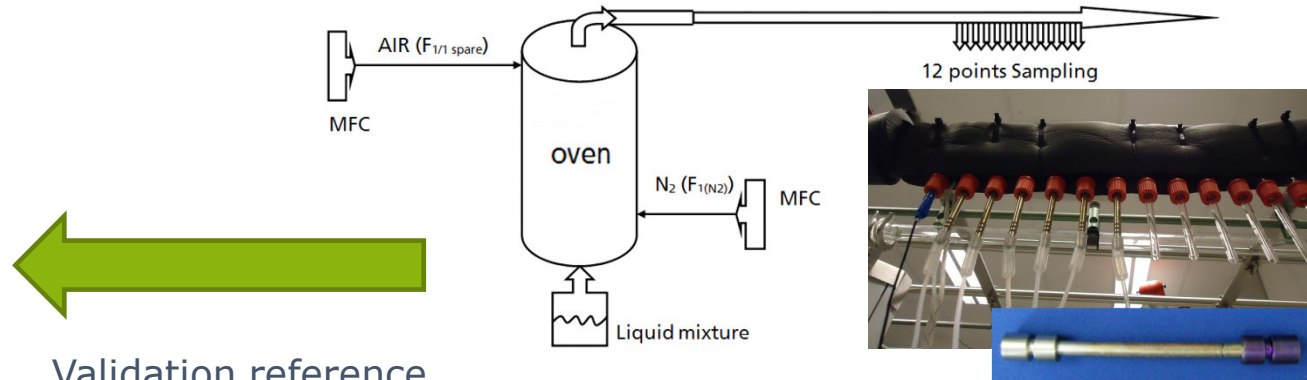 AIR (F1/1 spare)
12 points Sampling
MFC
oven
N2 (F1(N2))
MFC
Liquid mixture
Validation reference